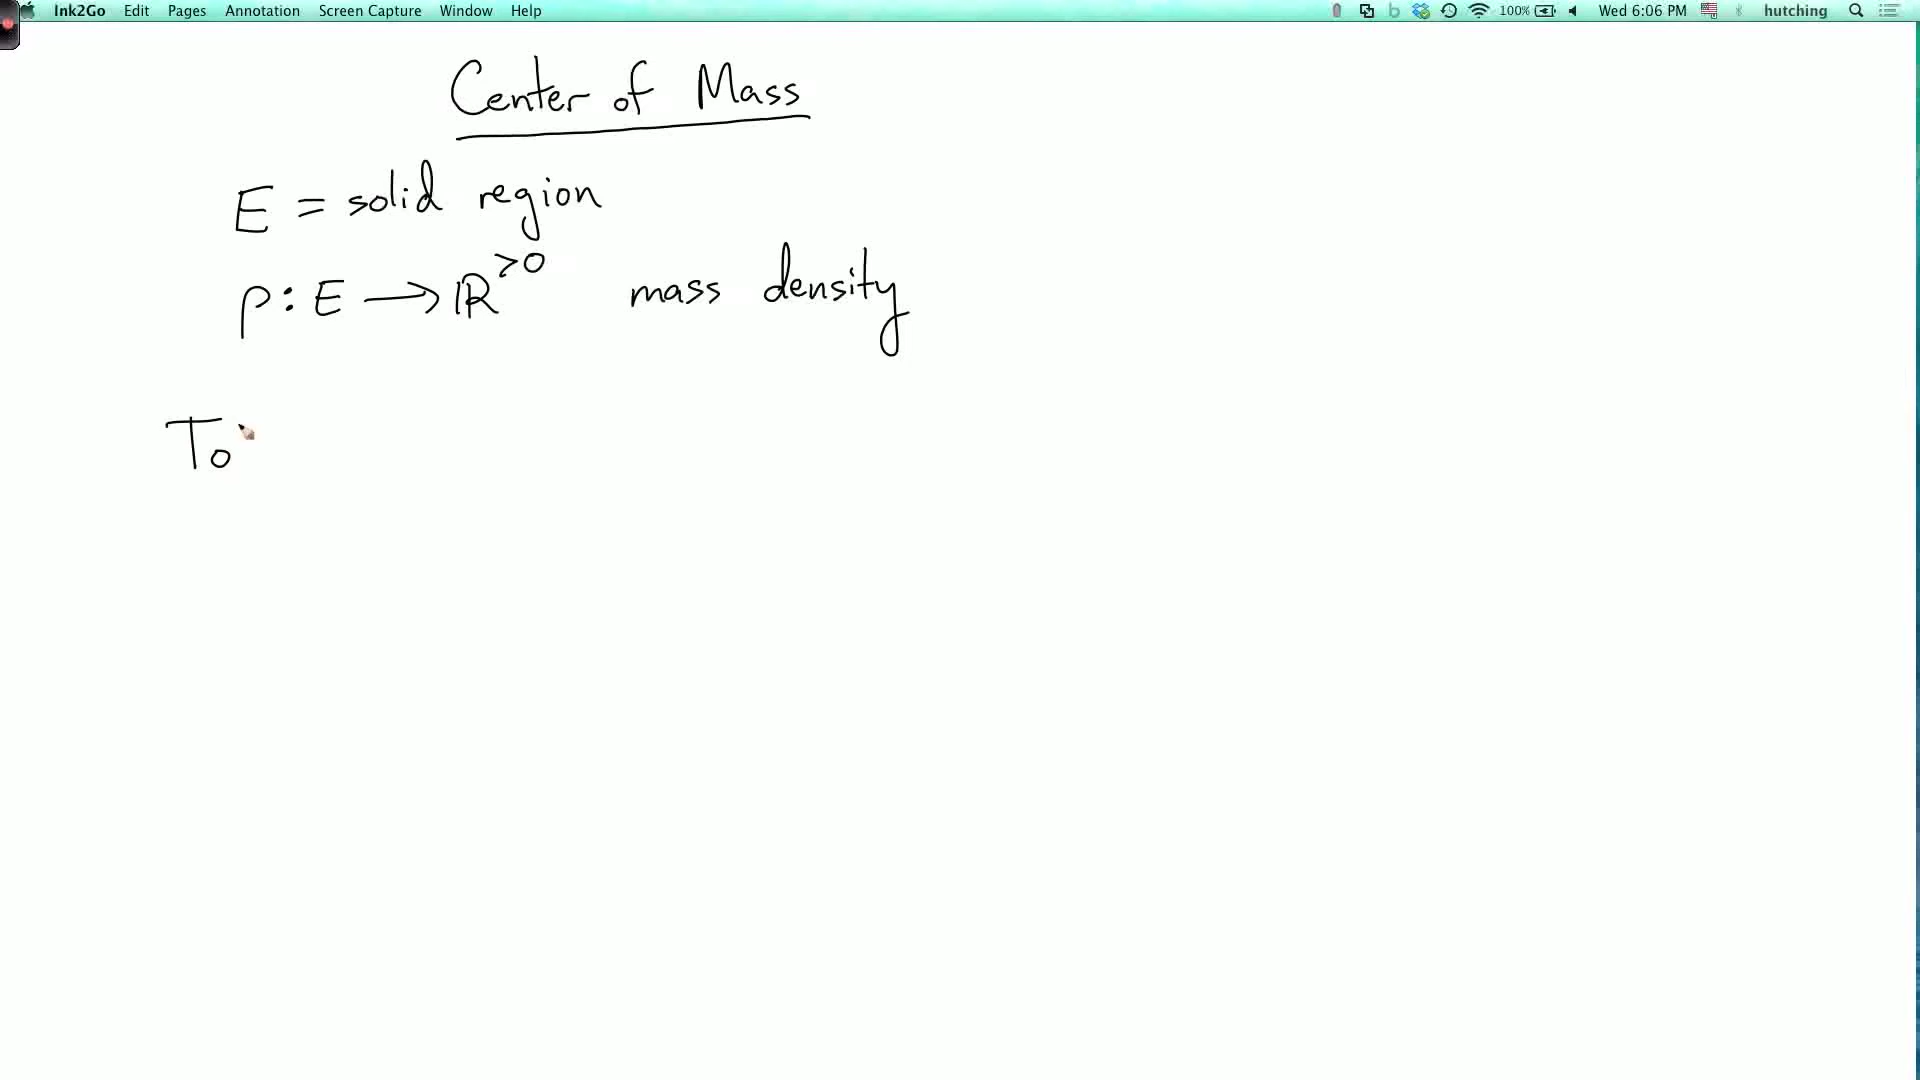 Ink2Go Edit Pages Annotation Screen Capture Window Help 100% Wed 6:06 PM hutching
Center of Mass
E = solid region
ρ : E → ℝ^>0 mass density
To